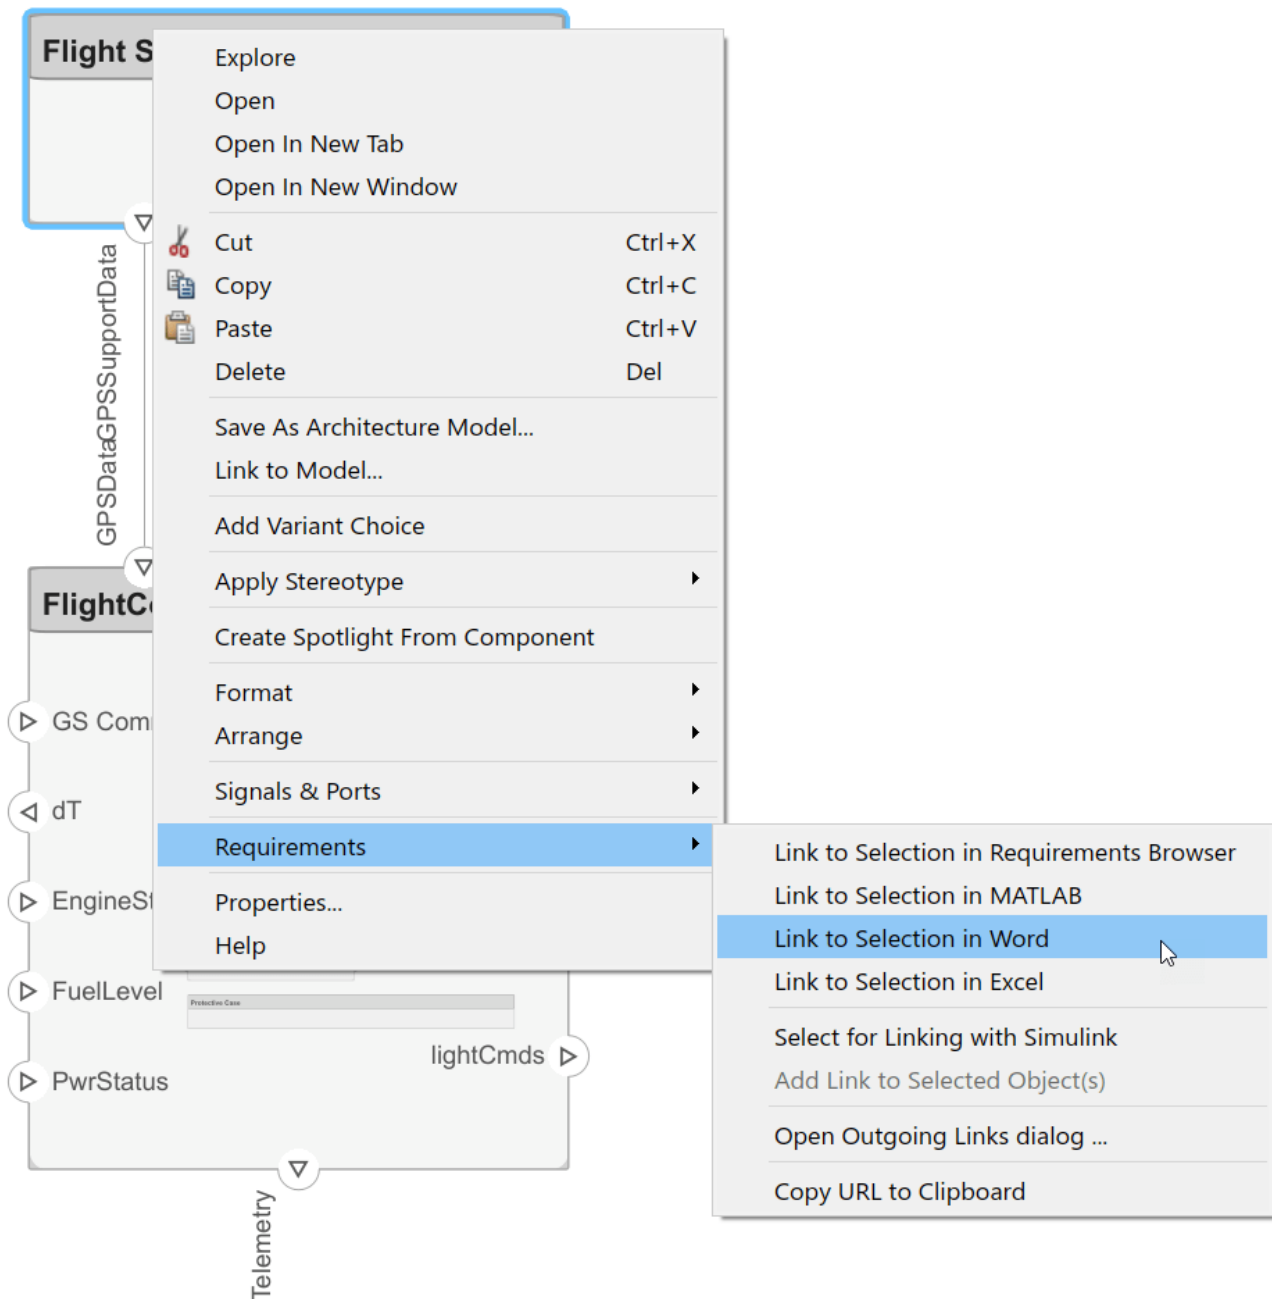 Flight S
Explore
Open
Open In New Tab
Open In New Window
Cut Ctrl+X
Copy Ctrl+C
Paste Ctrl+V
Delete Del
Save As Architecture Model...
Link to Model...
Add Variant Choice
Apply Stereotype
Create Spotlight From Component
Format
Arrange
Signals & Ports
Requirements
Properties...
Help
Link to Selection in Requirements Browser
Link to Selection in MATLAB
Link to Selection in Word
Link to Selection in Excel
Select for Linking with Simulink
Add Link to Selected Object(s)
Open Outgoing Links dialog ...
Copy URL to Clipboard
GPSSupportData
GPSData
FlightC
GS Com
dT
EngineSt
FuelLevel
PwrStatus
Protective Case
lightCmds
Telemetry